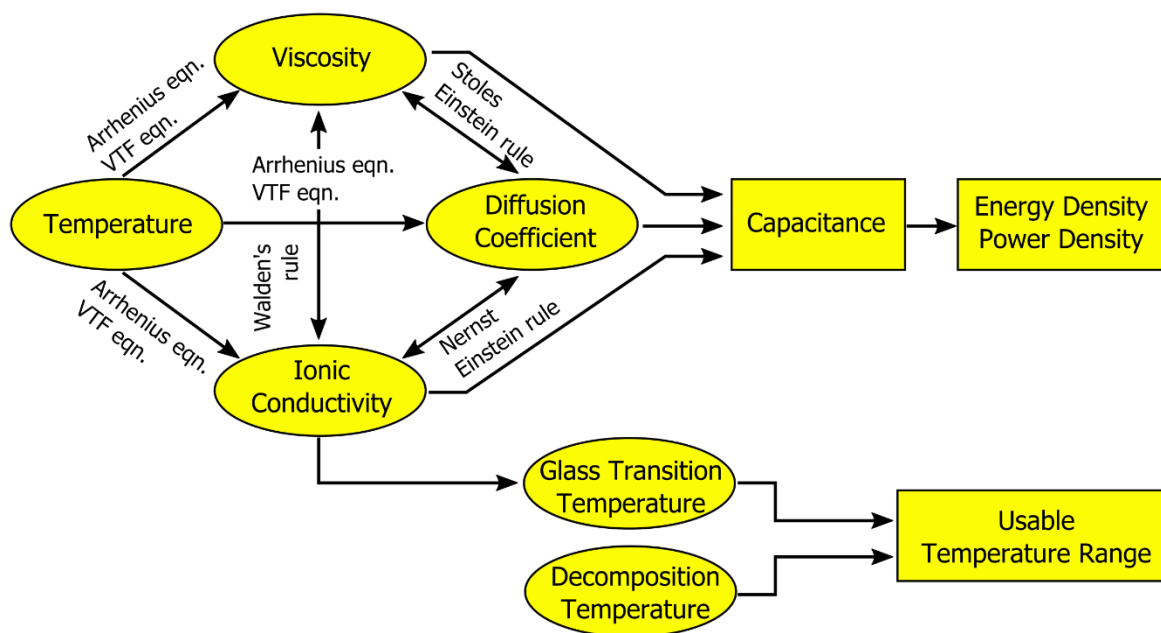 Viscosity
Arrhenius eqn.
VTF eqn.
Stoles
Einstein rule
Arrhenius eqn.
VTF eqn.
Temperature
Diffusion
Coefficient
Capacitance
Energy Density
Power Density
Walden's
rule
Arrhenius eqn.
VTF eqn.
Nernst
Einstein rule
Ionic
Conductivity
Glass Transition
Temperature
Usable
Temperature Range
Decomposition
Temperature